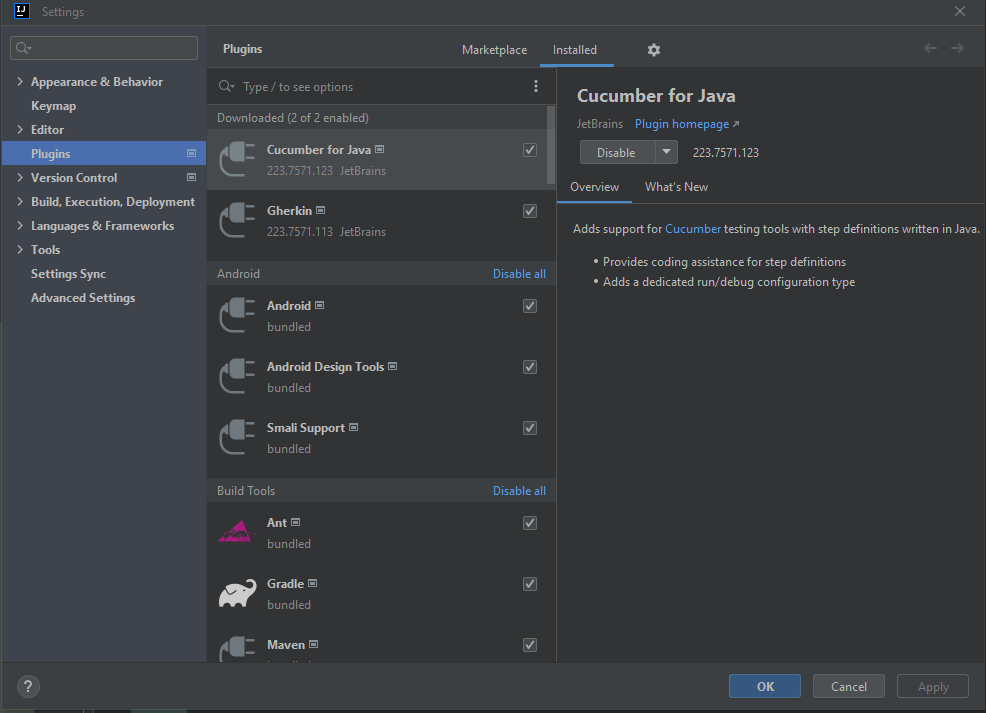 IJ
Settings
Plugins
Marketplace
Installed
Type / to see options
Appearance & Behavior
Keymap
Editor
Plugins
Version Control
Build, Execution, Deployment
Languages & Frameworks
Tools
Settings Sync
Advanced Settings
Downloaded (2 of 2 enabled)
Cucumber for Java
223.7571.123 JetBrains
Gherkin
223.7571.113 JetBrains
Android
Disable all
Android
bundled
Android Design Tools
bundled
Smali Support
bundled
Build Tools
Disable all
Ant
bundled
Gradle
bundled
Maven
Cucumber for Java
JetBrains Plugin homepage ↗
Disable
223.7571.123
Overview
What's New
Adds support for Cucumber testing tools with step definitions written in Java.
• Provides coding assistance for step definitions
• Adds a dedicated run/debug configuration type
?
OK
Cancel
Apply